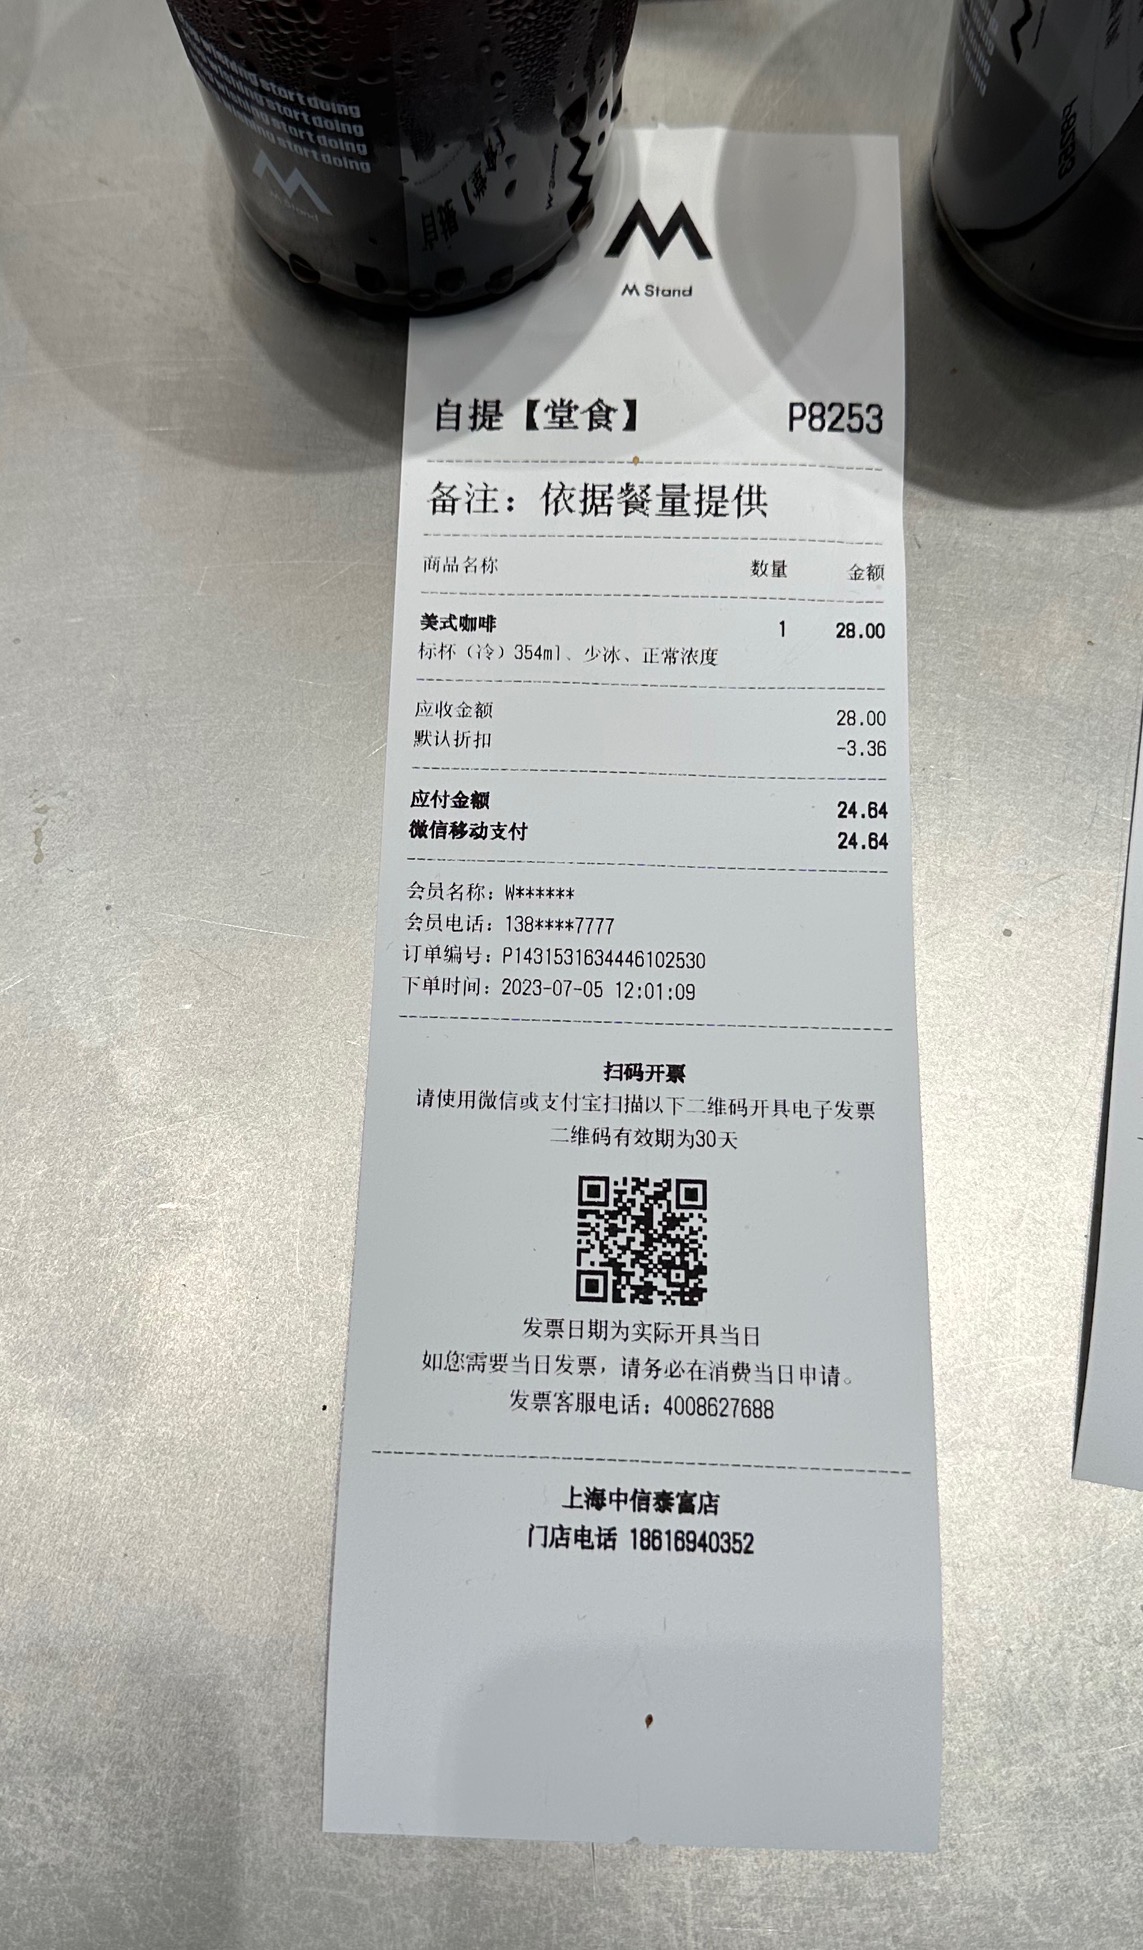 start doing
start doing
start doing
start doing
M Stand
M Stand
自提【堂食】 P8253
备注：依据餐量提供
商品名称 数量 金额
美式咖啡 1 28.00
标杯（冷）354ml、少冰、正常浓度
应收金额 28.00
默认折扣 -3.36
应付金额 24.64
微信移动支付 24.64
会员名称：W******
会员电话：138****7777
订单编号：P1431531634446102530
下单时间：2023-07-05 12:01:09
扫码开票
请使用微信或支付宝扫描以下二维码开具电子发票
二维码有效期为30天
发票日期为实际开具当日
如您需要当日发票，请务必在消费当日申请。
发票客服电话：4008627688
上海中信泰富店
门店电话 18616940352